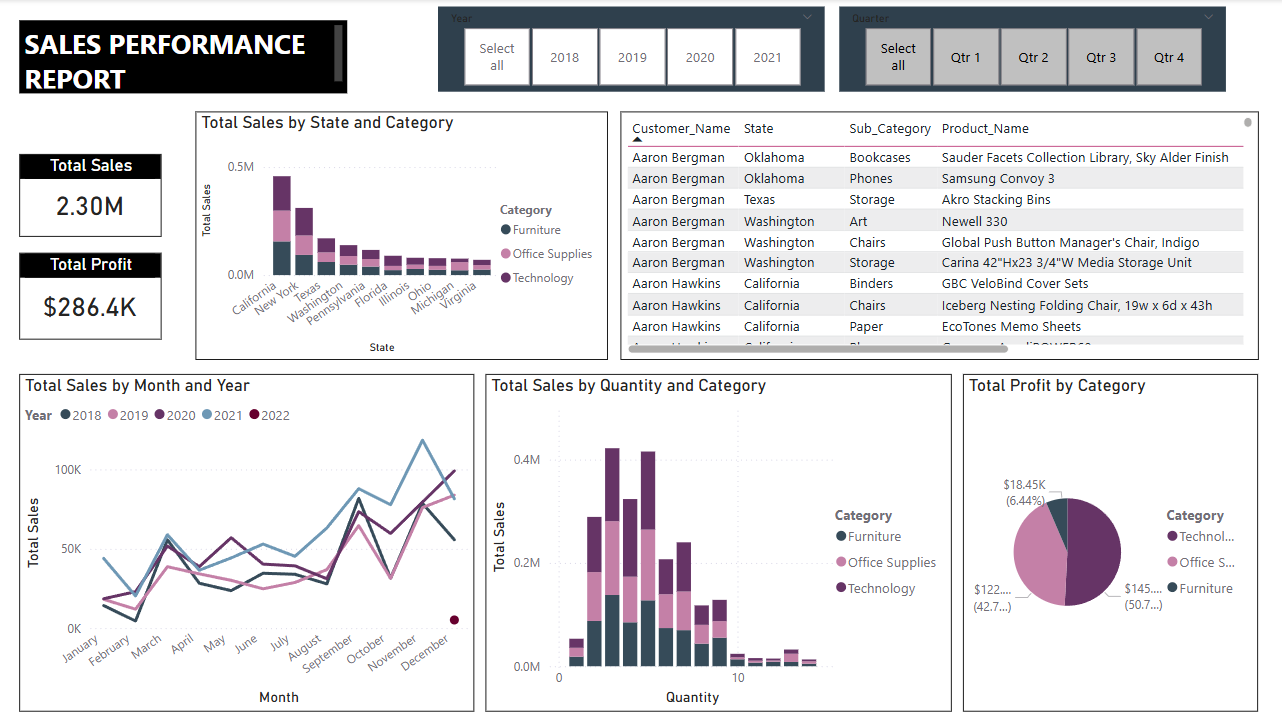 SALES PERFORMANCE
REPORT
Year
Select all
2018
2019
2020
2021
Quarter
Select all
Qtr 1
Qtr 2
Qtr 3
Qtr 4
Total Sales
2.30M
Total Profit
$286.4K
Total Sales by State and Category
Total Sales
0.5M
0.0M
California
New York
Texas
Washington
Pennsylvania
Florida
Illinois
Ohio
Michigan
Virginia
State
Category
Furniture
Office Supplies
Technology
Customer_Name State Sub_Category Product_Name
Aaron Bergman Oklahoma Bookcases Sauder Facets Collection Library, Sky Alder Finish
Aaron Bergman Oklahoma Phones Samsung Convoy 3
Aaron Bergman Texas Storage Akro Stacking Bins
Aaron Bergman Washington Art Newell 330
Aaron Bergman Washington Chairs Global Push Button Manager's Chair, Indigo
Aaron Bergman Washington Storage Carina 42"Hx23 3/4"W Media Storage Unit
Aaron Hawkins California Binders GBC VeloBind Cover Sets
Aaron Hawkins California Chairs Iceberg Nesting Folding Chair, 19w x 6d x 43h
Aaron Hawkins California Paper EcoTones Memo Sheets
Total Sales by Month and Year
Year 2018 2019 2020 2021 2022
Total Sales
100K
50K
0K
January
February
March
April
May
June
July
August
September
October
November
December
Month
Total Sales by Quantity and Category
Total Sales
0.4M
0.2M
0.0M
0
10
Quantity
Category
Furniture
Office Supplies
Technology
Total Profit by Category
$18.45K
(6.44%)
$122....
(42.7...)
$145....
(50.7...)
Category
Technol...
Office S...
Furniture